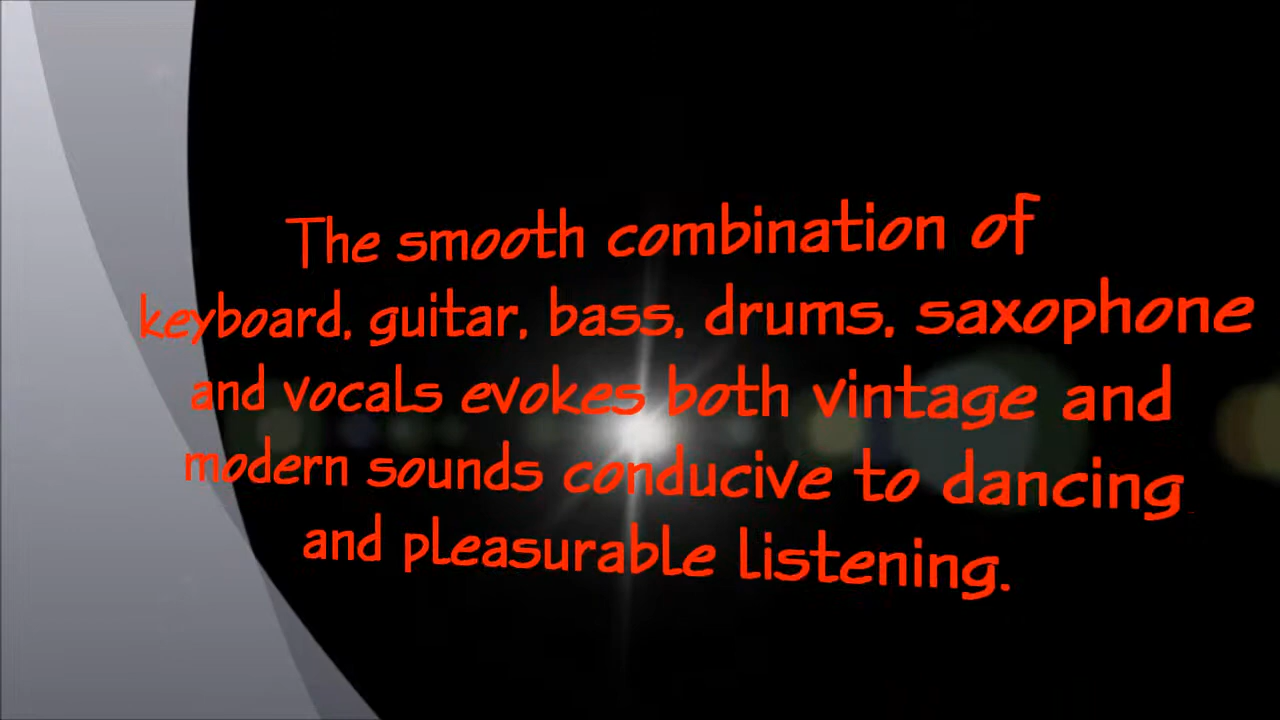 The smooth combination of
keyboard, guitar, bass, drums, saxophone
and vocals evokes both vintage and
modern sounds conducive to dancing
and pleasurable listening.